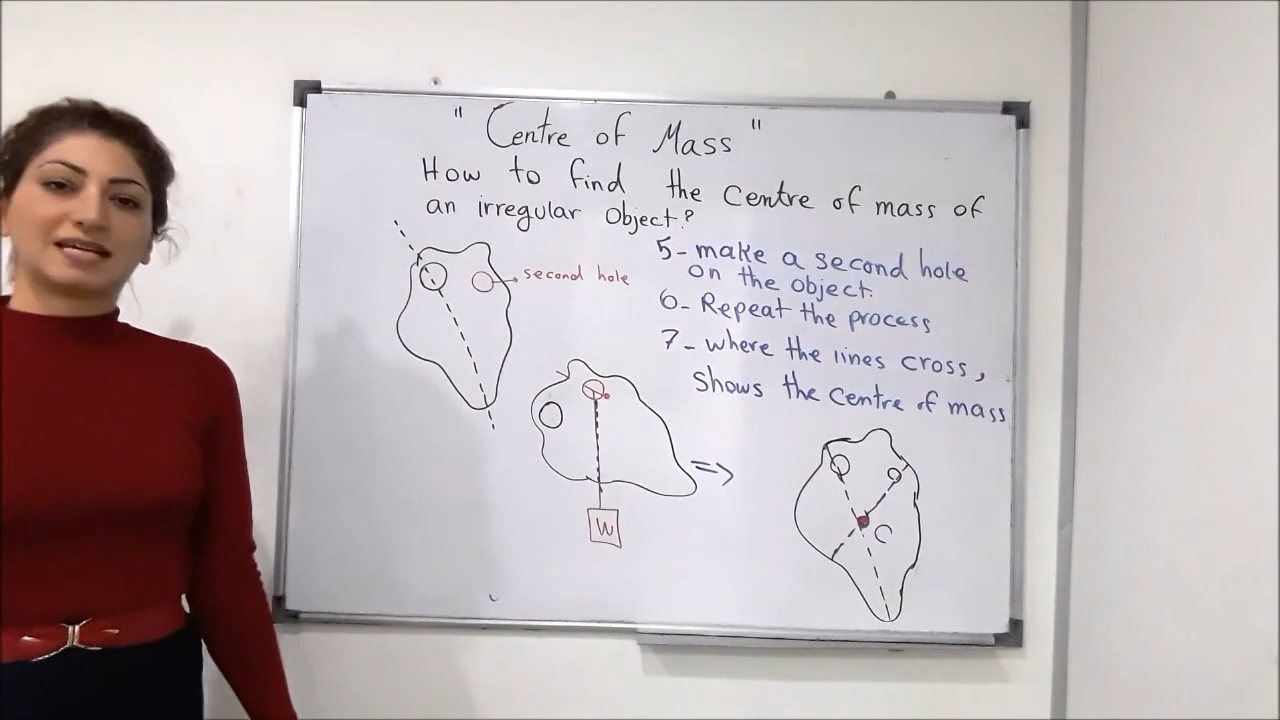 " Centre of Mass "
How to find the centre of mass of
an irregular Object?
5- make a second hole
on the object.
6- Repeat the process
7- where the lines cross,
shows the centre of mass
second hole
W
C